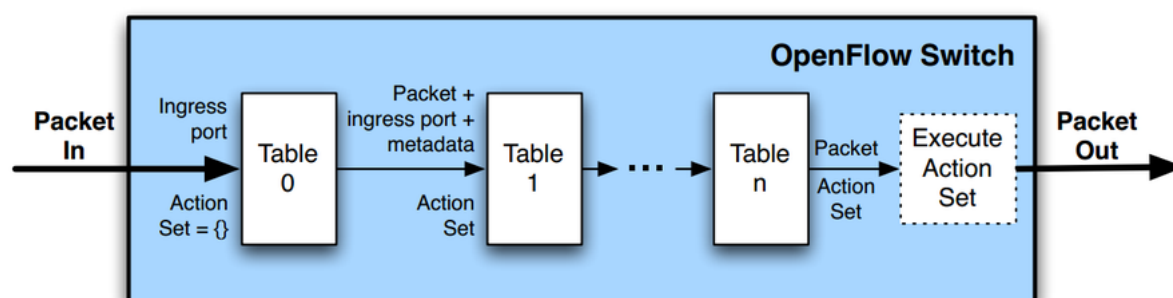 OpenFlow Switch
Packet
In
Ingress
port
Action
Set = {}
Table
0
Packet +
ingress port +
metadata
Action
Set
Table
1
...
Table
n
Packet
Action
Set
Execute
Action
Set
Packet
Out